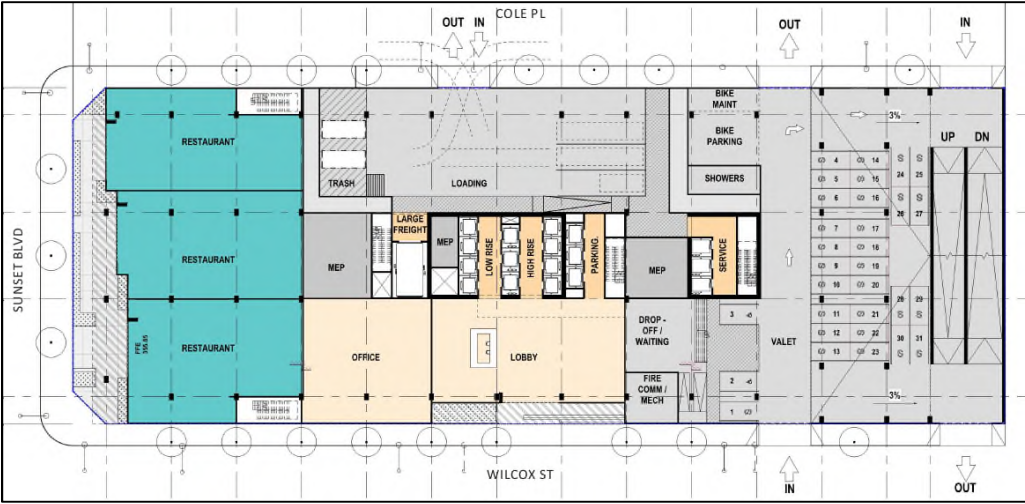 COLE PL
OUT IN
OUT
IN
BIKE
MAINT
BIKE
PARKING
SHOWERS
3%
UP DN
RESTAURANT
TRASH
LOADING
4 14
5 15
6 16
24 25
26 27
7 17
8 18
9 19
10 20
SUNSET BLVD
RESTAURANT
MEP
LARGE
FREIGHT
MEP
LOW RISE
HIGH RISE
PARKING
MEP
SERVICE
28 29
11 21
12 22
13 23
30 31
FFE
355.85
RESTAURANT
OFFICE
LOBBY
DROP -
OFF /
WAITING
3
VALET
FIRE
COMM /
MECH
2
1
3%
WILCOX ST
IN
OUT